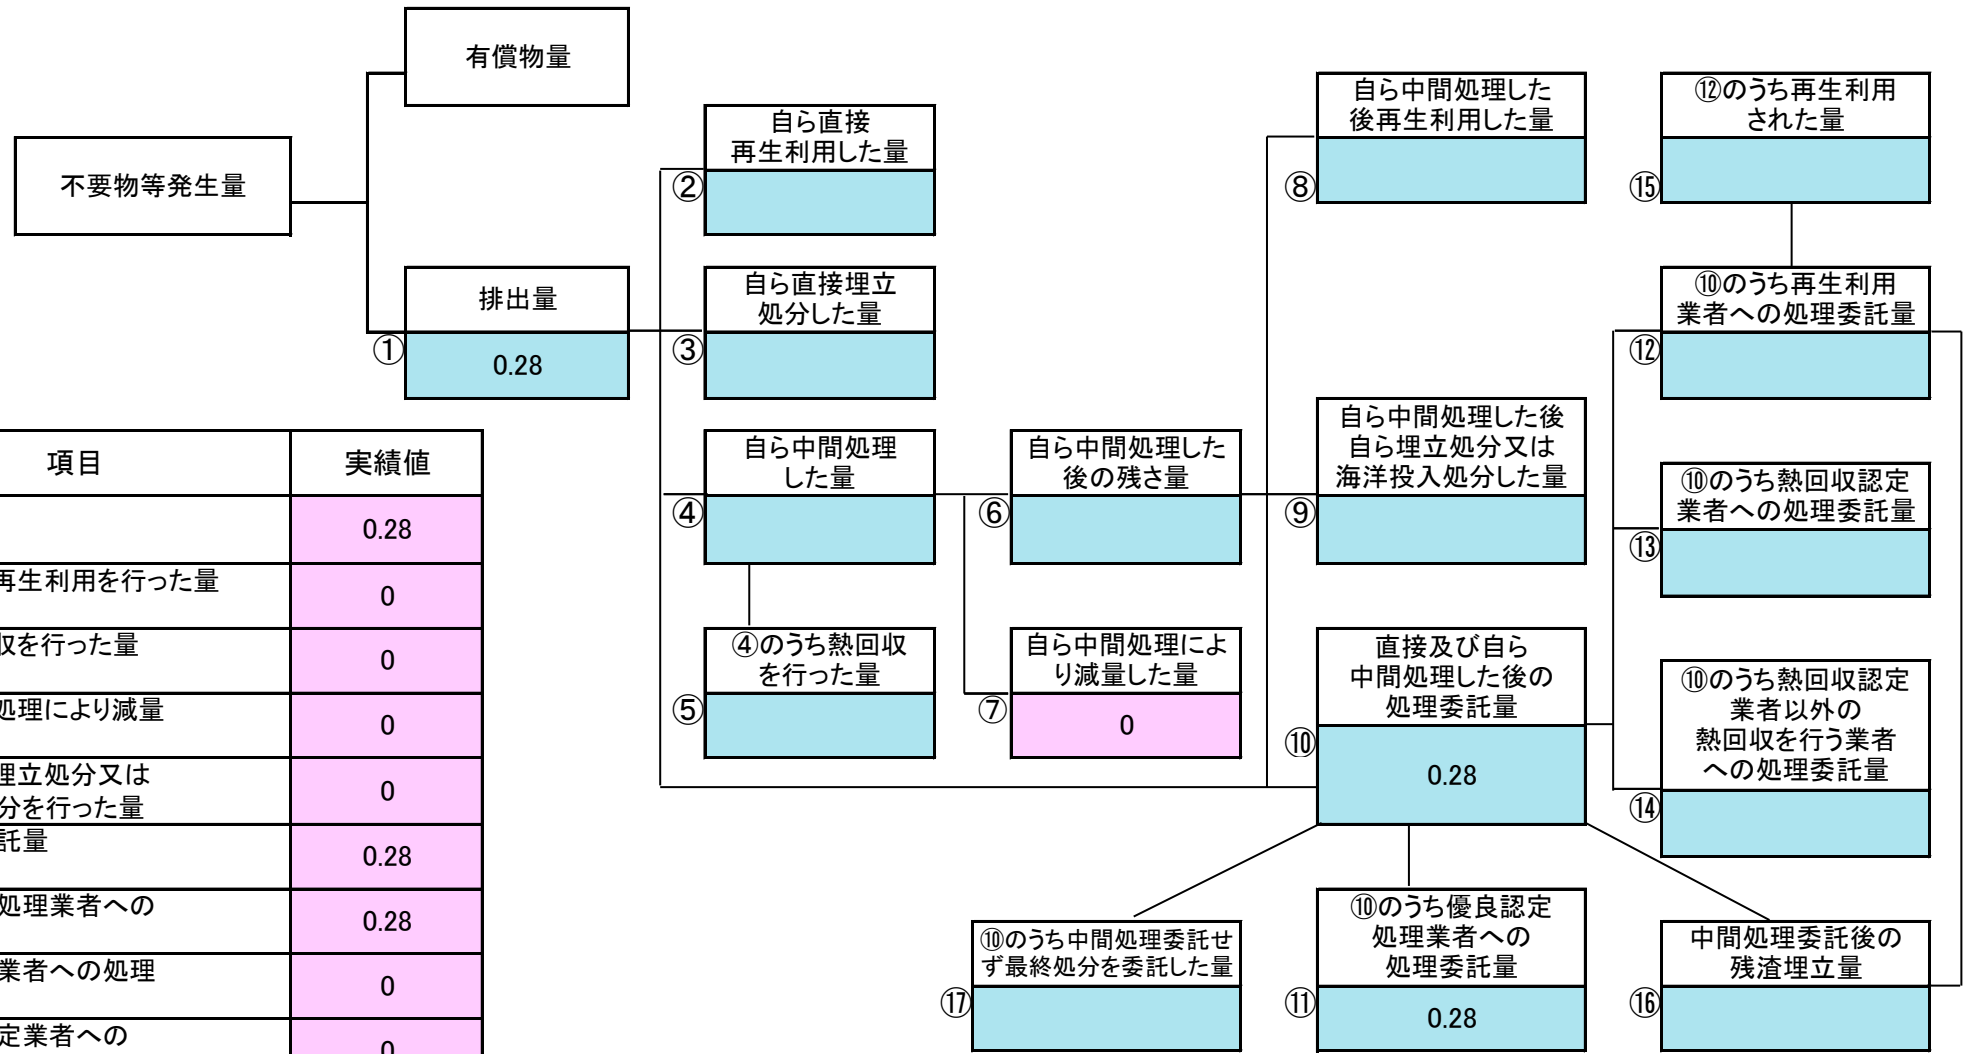 有償物量
不要物等発生量
排出量
①
0.28
自ら直接
再生利用した量
②
自ら直接埋立
処分した量
③
自ら中間処理
した量
④
④のうち熱回収
を行った量
⑤
自ら中間処理した
後の残さ量
⑥
自ら中間処理によ
り減量した量
⑦
0
自ら中間処理した
後再生利用した量
⑧
自ら中間処理した後
自ら埋立処分又は
海洋投入処分した量
⑨
直接及び自ら
中間処理した後の
処理委託量
⑩
0.28
⑩のうち優良認定
処理業者への
処理委託量
⑪
0.28
⑫のうち再生利用
された量
⑮
⑩のうち再生利用
業者への処理委託量
⑫
⑩のうち熱回収認定
業者への処理委託量
⑬
⑩のうち熱回収認定
業者以外の
熱回収を行う業者
への処理委託量
⑭
中間処理委託後の
残渣埋立量
⑯
⑩のうち中間処理委託せ
ず最終処分を委託した量
⑰
項目 実績値
0.28
再生利用を行った量
0
収を行った量
0
処理により減量
0
埋立処分又は
分を行った量
0
託量
0.28
処理業者への
0.28
業者への処理
0
定業者への
0